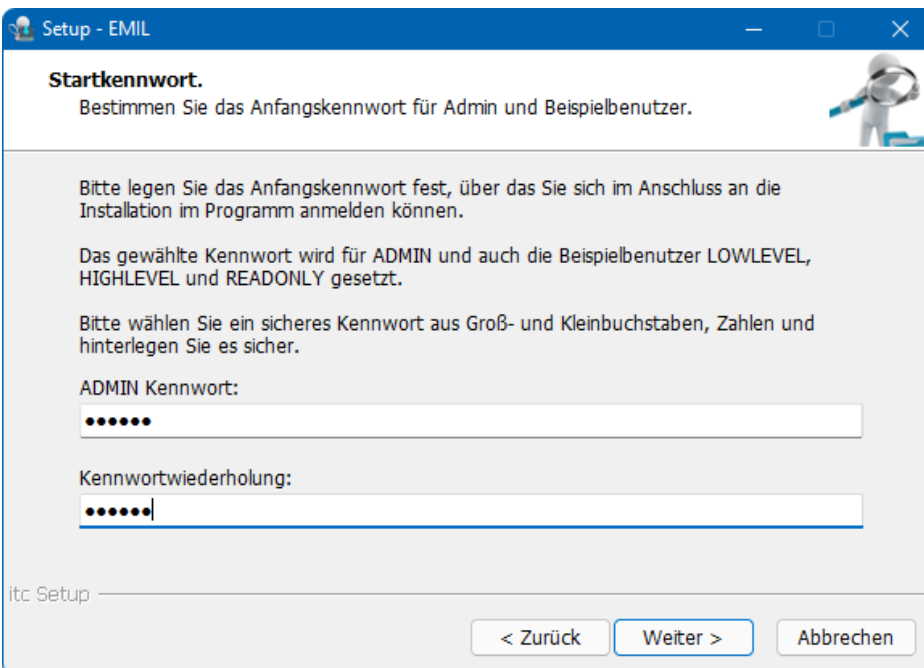 Setup - EMIL
Startkennwort.
Bestimmen Sie das Anfangskennwort für Admin und Beispielbenutzer.
Bitte legen Sie das Anfangskennwort fest, über das Sie sich im Anschluss an die
Installation im Programm anmelden können.
Das gewählte Kennwort wird für ADMIN und auch die Beispielbenutzer LOWLEVEL,
HIGHLEVEL und READONLY gesetzt.
Bitte wählen Sie ein sicheres Kennwort aus Groß- und Kleinbuchstaben, Zahlen und
hinterlegen Sie es sicher.
ADMIN Kennwort:
●●●●●●
Kennwortwiederholung:
●●●●●●
itc Setup
< Zurück Weiter > Abbrechen